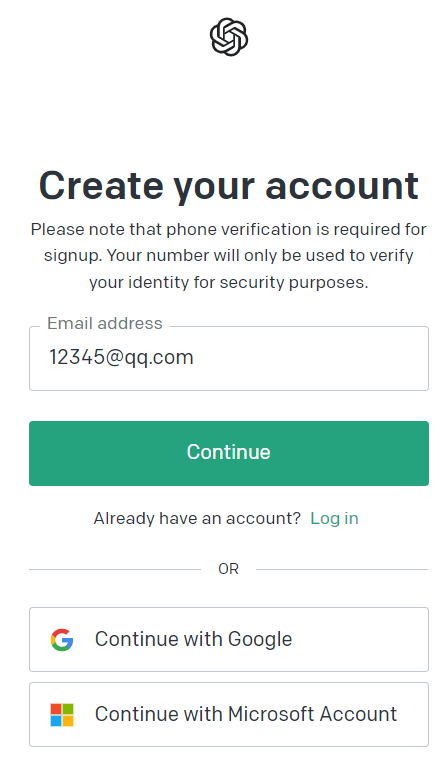 Create your account
Please note that phone verification is required for
signup. Your number will only be used to verify
your identity for security purposes.
Email address
12345@qq.com
Continue
Already have an account? Log in
OR
Continue with Google
Continue with Microsoft Account